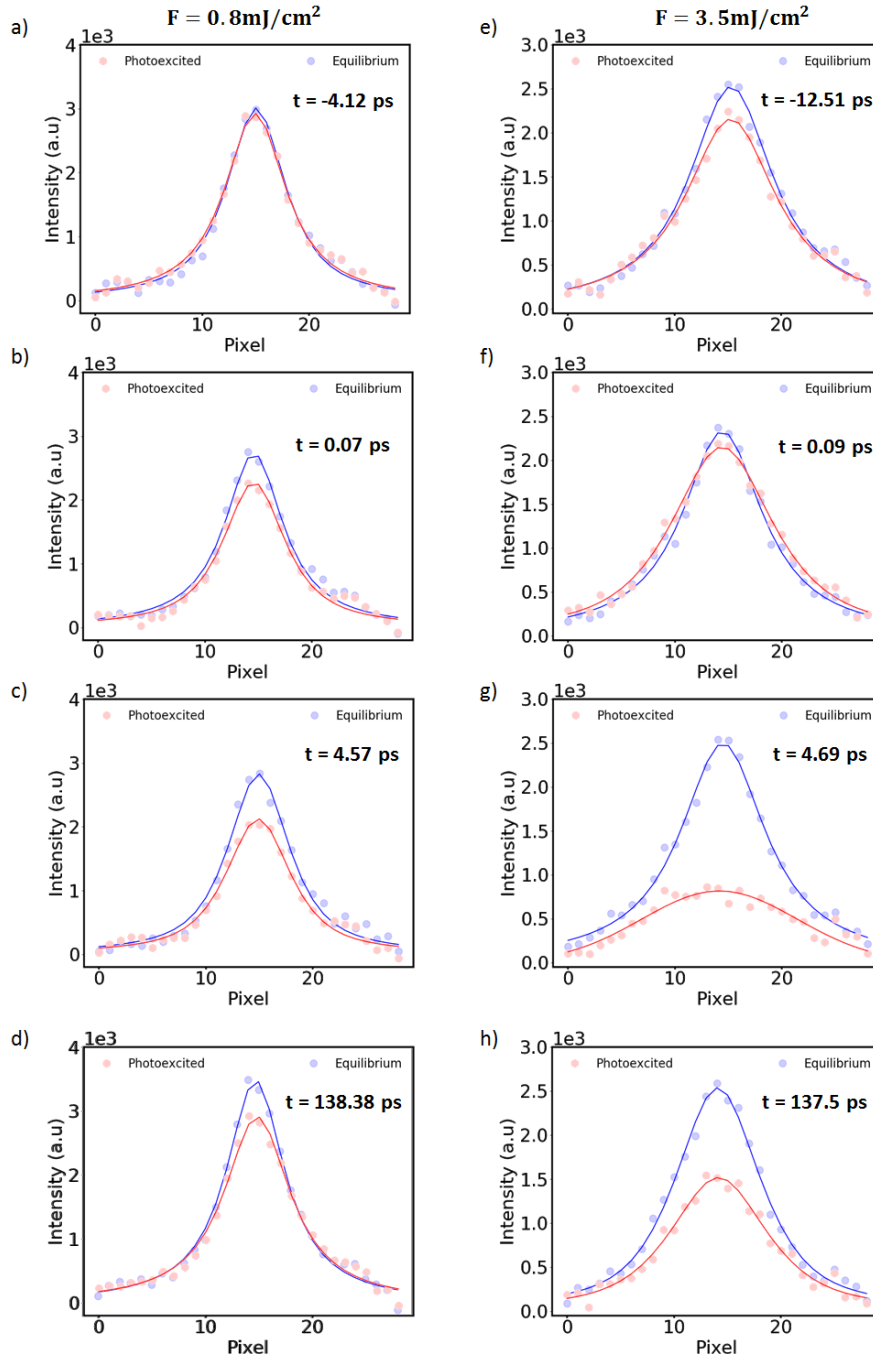 F = 0.8mJ/cm²
a)
1e3
Photoexcited Equilibrium
t = -4.12 ps
Intensity (a.u)
4
3
2
1
0
0 10 20
Pixel
b)
1e3
Photoexcited Equilibrium
t = 0.07 ps
Intensity (a.u)
4
3
2
1
0
0 10 20
Pixel
c)
1e3
Photoexcited Equilibrium
t = 4.57 ps
Intensity (a.u)
4
3
2
1
0
0 10 20
Pixel
d)
1e3
Photoexcited Equilibrium
t = 138.38 ps
Intensity (a.u)
4
3
2
1
0
0 10 20
Pixel
F = 3.5mJ/cm²
e)
1e3
Photoexcited Equilibrium
t = -12.51 ps
Intensity (a.u)
3.0
2.5
2.0
1.5
1.0
0.5
0.0
0 10 20
Pixel
f)
1e3
Photoexcited Equilibrium
t = 0.09 ps
Intensity (a.u)
3.0
2.5
2.0
1.5
1.0
0.5
0.0
0 10 20
Pixel
g)
1e3
Photoexcited Equilibrium
t = 4.69 ps
Intensity (a.u)
3.0
2.5
2.0
1.5
1.0
0.5
0.0
0 10 20
Pixel
h)
1e3
Photoexcited Equilibrium
t = 137.5 ps
Intensity (a.u)
3.0
2.5
2.0
1.5
1.0
0.5
0.0
0 10 20
Pixel